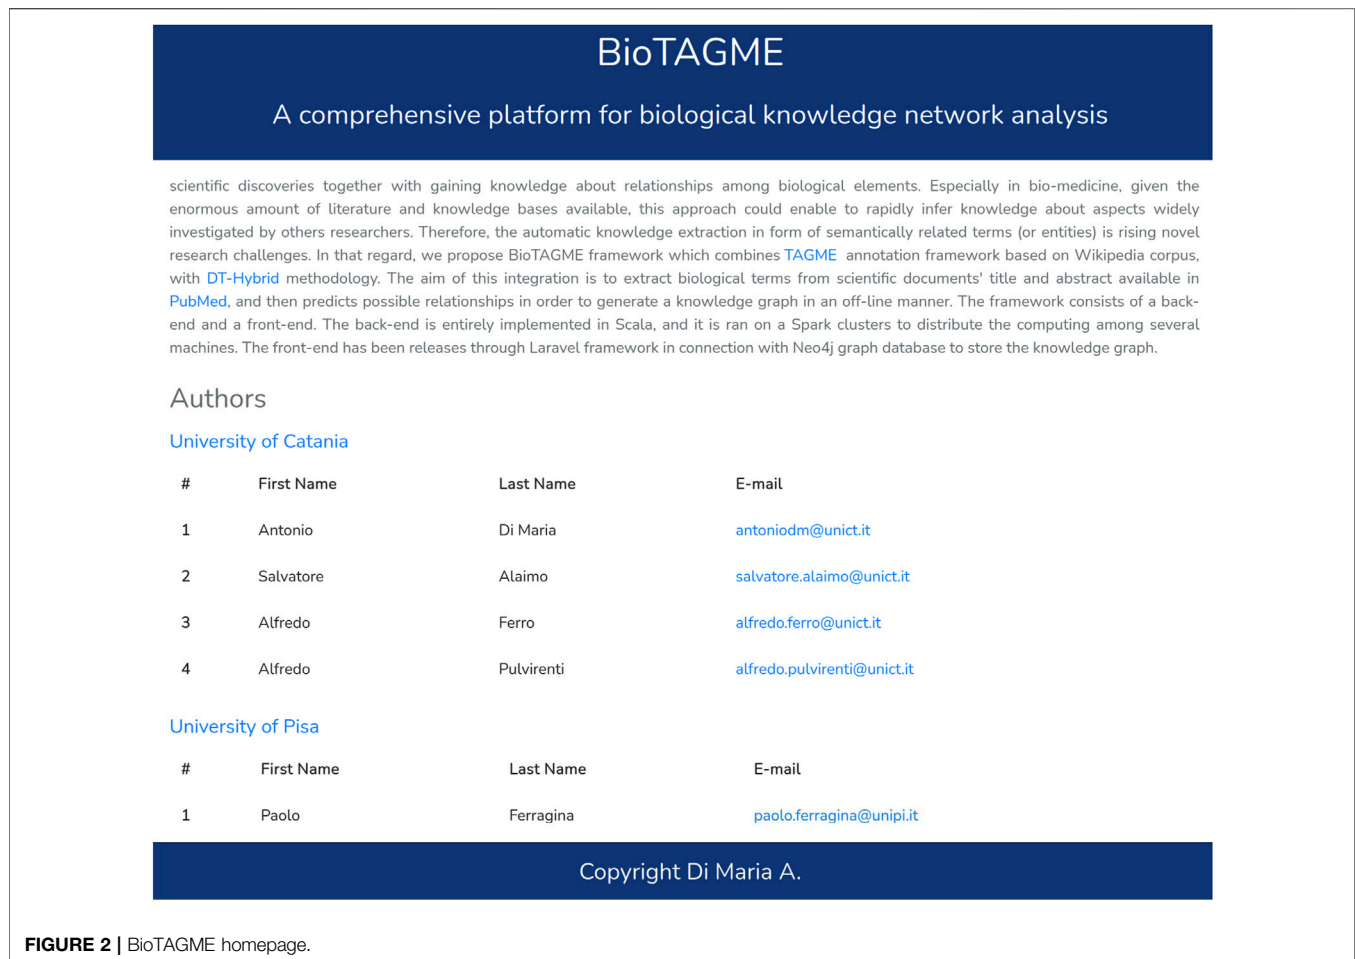 BioTAGME
A comprehensive platform for biological knowledge network analysis
scientific discoveries together with gaining knowledge about relationships among biological elements. Especially in bio-medicine, given the
enormous amount of literature and knowledge bases available, this approach could enable to rapidly infer knowledge about aspects widely
investigated by others researchers. Therefore, the automatic knowledge extraction in form of semantically related terms (or entities) is rising novel
research challenges. In that regard, we propose BioTAGME framework which combines TAGME annotation framework based on Wikipedia corpus,
with DT-Hybrid methodology. The aim of this integration is to extract biological terms from scientific documents' title and abstract available in
PubMed, and then predicts possible relationships in order to generate a knowledge graph in an off-line manner. The framework consists of a back-
end and a front-end. The back-end is entirely implemented in Scala, and it is ran on a Spark clusters to distribute the computing among several
machines. The front-end has been releases through Laravel framework in connection with Neo4j graph database to store the knowledge graph.
Authors
University of Catania
# First Name Last Name E-mail
1 Antonio Di Maria antoniodm@unict.it
2 Salvatore Alaimo salvatore.alaimo@unict.it
3 Alfredo Ferro alfredo.ferro@unict.it
4 Alfredo Pulvirenti alfredo.pulvirenti@unict.it
University of Pisa
# First Name Last Name E-mail
1 Paolo Ferragina paolo.ferragina@unipi.it
Copyright Di Maria A.
FIGURE 2 | BioTAGME homepage.